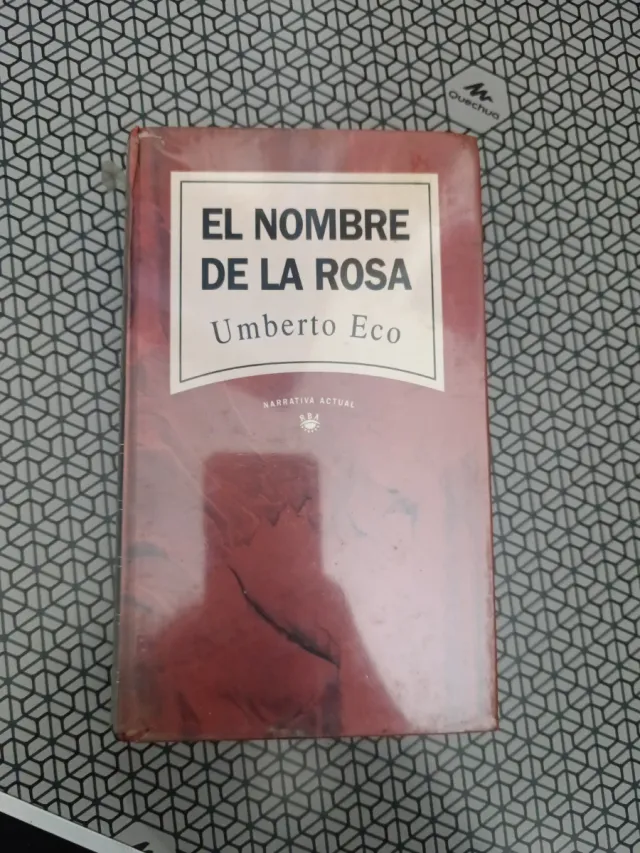 Quechua
EL NOMBRE
DE LA ROSA
Umberto Eco
NARRATIVA ACTUAL
RBA